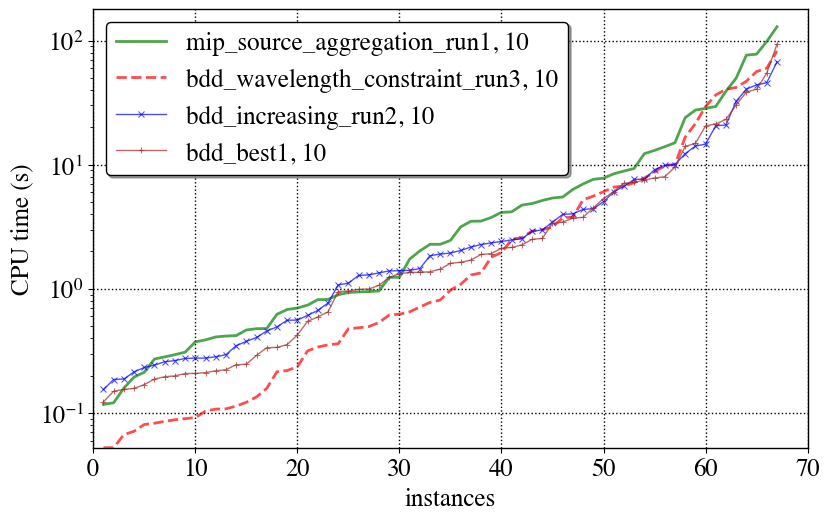 mip_source_aggregation_run1, 10
bdd_wavelength_constraint_run3, 10
bdd_increasing_run2, 10
bdd_best1, 10
CPU time (s)
10²
10¹
10⁰
10⁻¹
0 10 20 30 40 50 60 70
instances